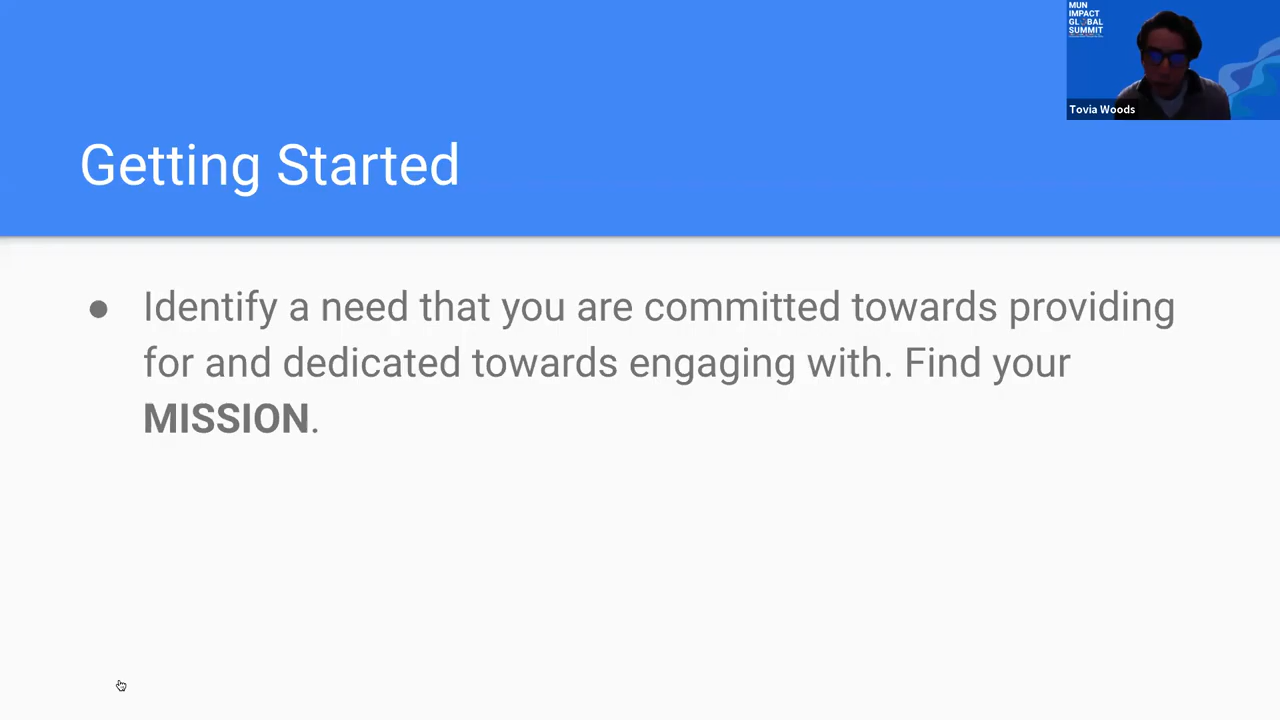 MUN
IMPACT
GLOBAL
SUMMIT
Tovia Woods
Getting Started
● Identify a need that you are committed towards providing
for and dedicated towards engaging with. Find your
MISSION.